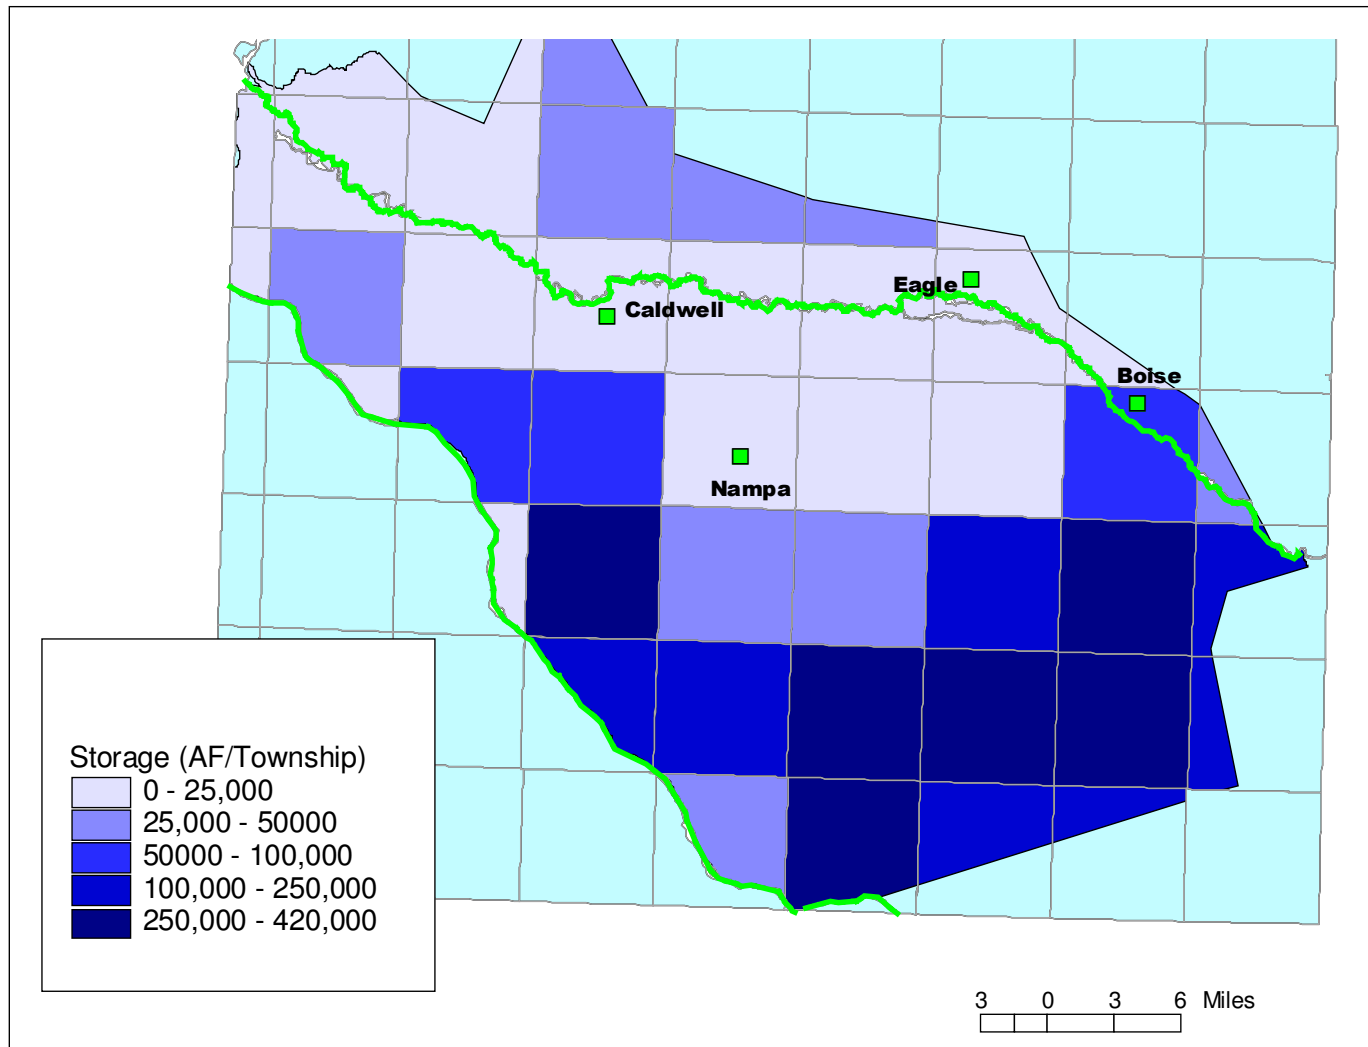 Eagle
Caldwell
Boise
Nampa
Storage (AF/Township)
0 - 25,000
25,000 - 50000
50000 - 100,000
100,000 - 250,000
250,000 - 420,000
3 0 3 6 Miles